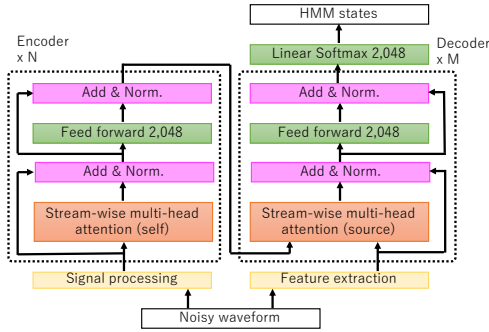 HMM states
Linear Softmax 2,048
Encoder
x N
Decoder
x M
Add & Norm.
Add & Norm.
Feed forward 2,048
Feed forward 2,048
Add & Norm.
Add & Norm.
Stream-wise multi-head
attention (self)
Stream-wise multi-head
attention (source)
Signal processing
Feature extraction
Noisy waveform